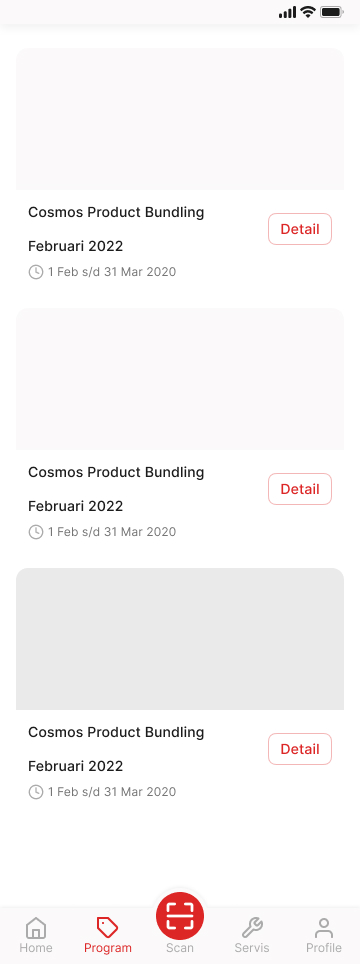 Cosmos Product Bundling
Februari 2022
1 Feb s/d 31 Mar 2020
Detail
Cosmos Product Bundling
Februari 2022
1 Feb s/d 31 Mar 2020
Detail
Cosmos Product Bundling
Februari 2022
1 Feb s/d 31 Mar 2020
Detail
Home
Program
Scan
Servis
Profile